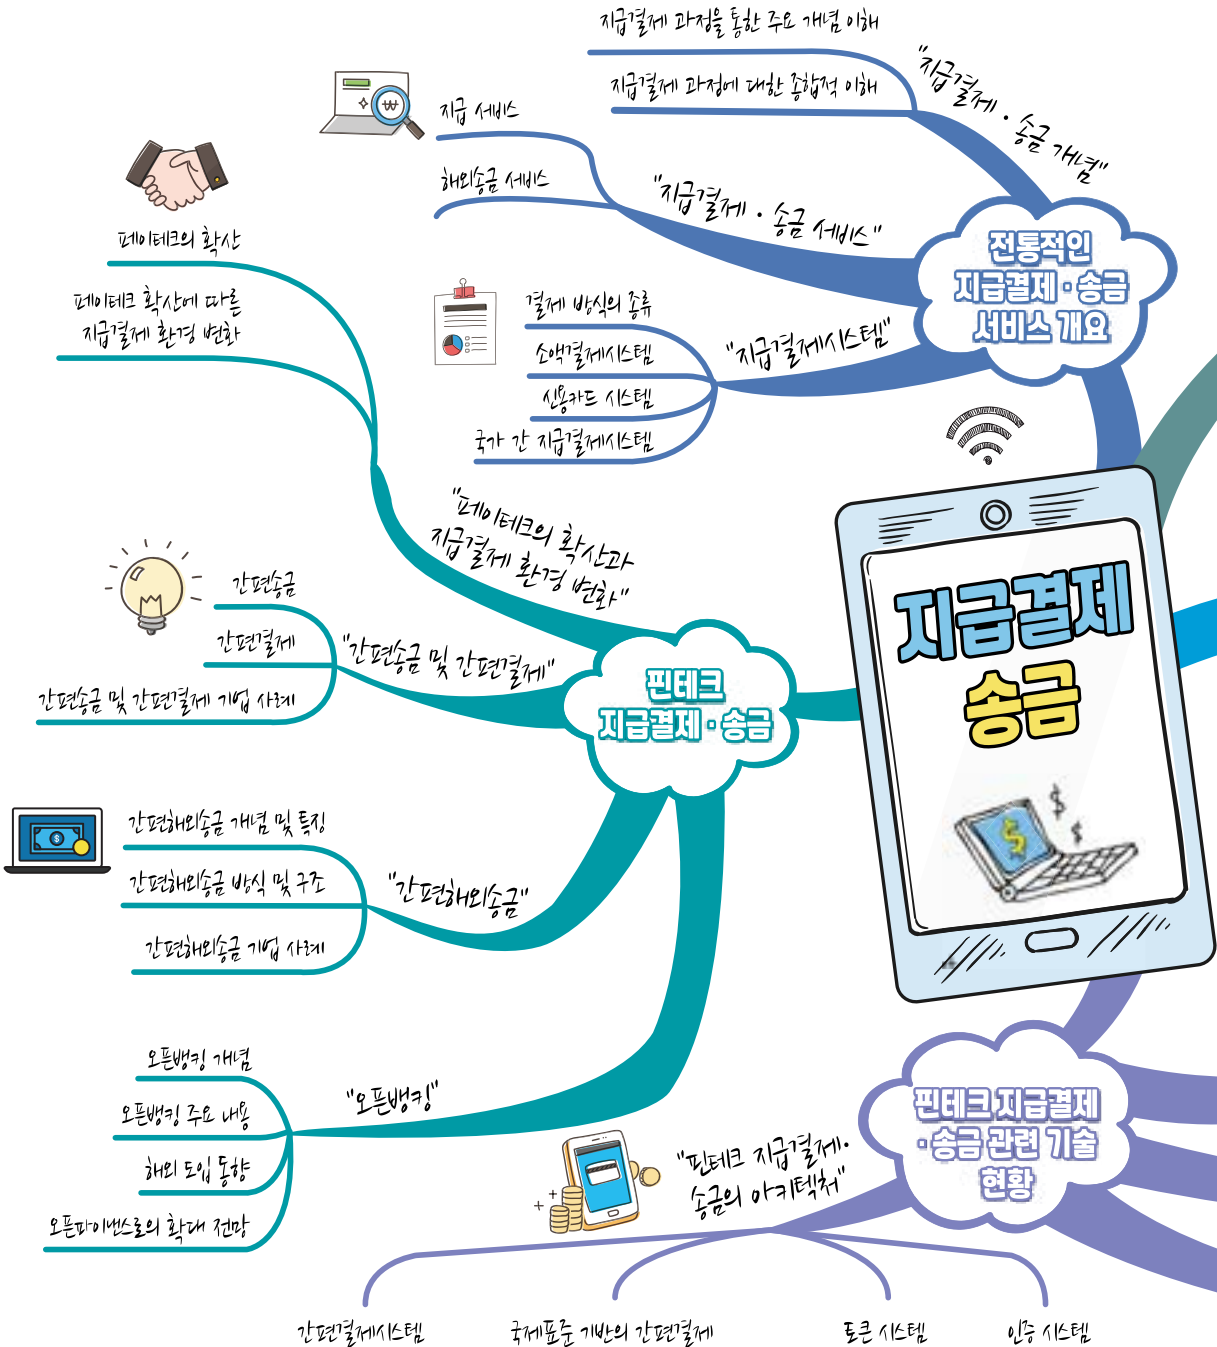 지급결제 과정을 통한 주요 개념 이해
지급결제 과정에 대한 종합적 이해
"지급결제 · 송금 개념"
지급 서비스
해외송금 서비스
"지급결제 · 송금 서비스"
전통적인
지급결제 · 송금
서비스 개요
결제 방식의 종류
소액결제시스템
신용카드 시스템
국가 간 지급결제시스템
"지급결제시스템"
페이테크의 확산
페이테크 확산에 따른
지급결제 환경 변화
"페이테크의 확산과
지급결제 환경 변화"
간편송금
간편결제
간편송금 및 간편결제 기업 사례
"간편송금 및 간편결제"
핀테크
지급결제 · 송금
지급결제
송금
간편해외송금 개념 및 특징
간편해외송금 방식 및 구조
간편해외송금 기업 사례
"간편해외송금"
오픈뱅킹 개념
오픈뱅킹 주요 내용
해외 도입 동향
오픈파이낸스로의 확대 전망
"오픈뱅킹"
핀테크 지급결제
· 송금 관련 기술
현황
"핀테크 지급결제·
송금의 아키텍처"
간편결제시스템
국제표준 기반의 간편결제
토큰 시스템
인증 시스템